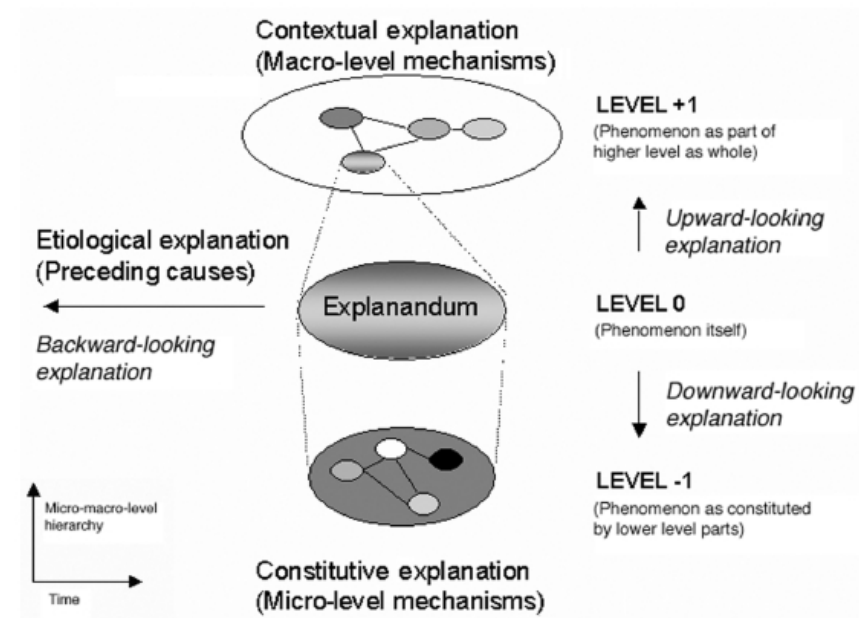 Contextual explanation
(Macro-level mechanisms)
LEVEL +1
(Phenomenon as part of
higher level as whole)
Upward-looking
explanation
Etiological explanation
(Preceding causes)
Backward-looking
explanation
Explanandum
LEVEL 0
(Phenomenon itself)
Downward-looking
explanation
LEVEL -1
(Phenomenon as constituted
by lower level parts)
Micro-macro-level
hierarchy
Time
Constitutive explanation
(Micro-level mechanisms)